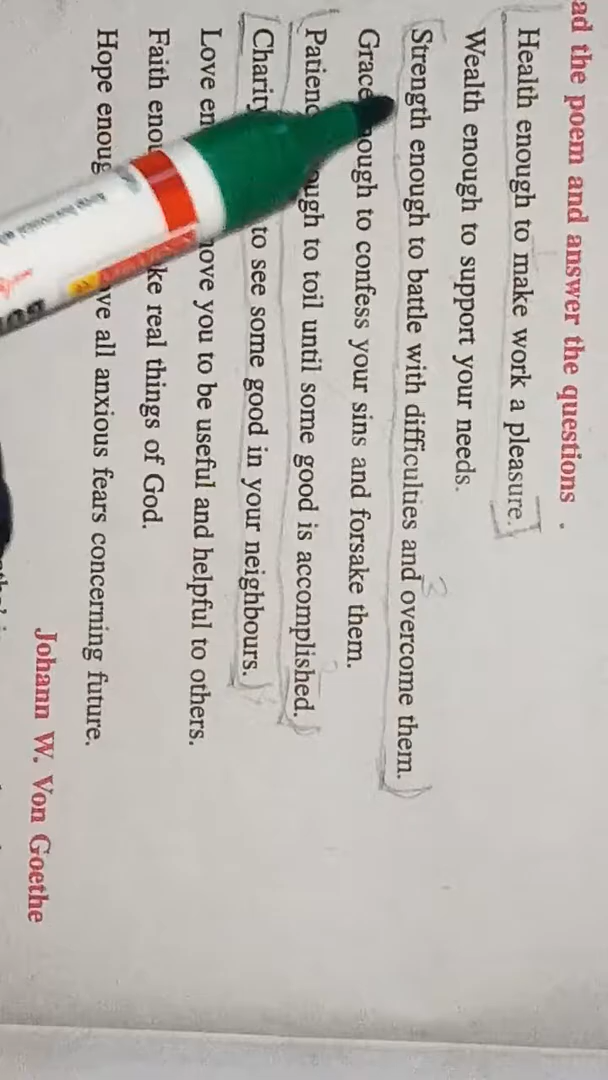 ad the poem and answer the questions .
Health enough to make work a pleasure.
Wealth enough to support your needs.
Strength enough to battle with difficulties and overcome them.
Grace ough to confess your sins and forsake them.
Patienc ugh to toil until some good is accomplished.
Charity to see some good in your neighbours.
Love en ove you to be useful and helpful to others.
Faith enou ke real things of God.
Hope enoug ve all anxious fears concerning future.
Johann W. Von Goethe